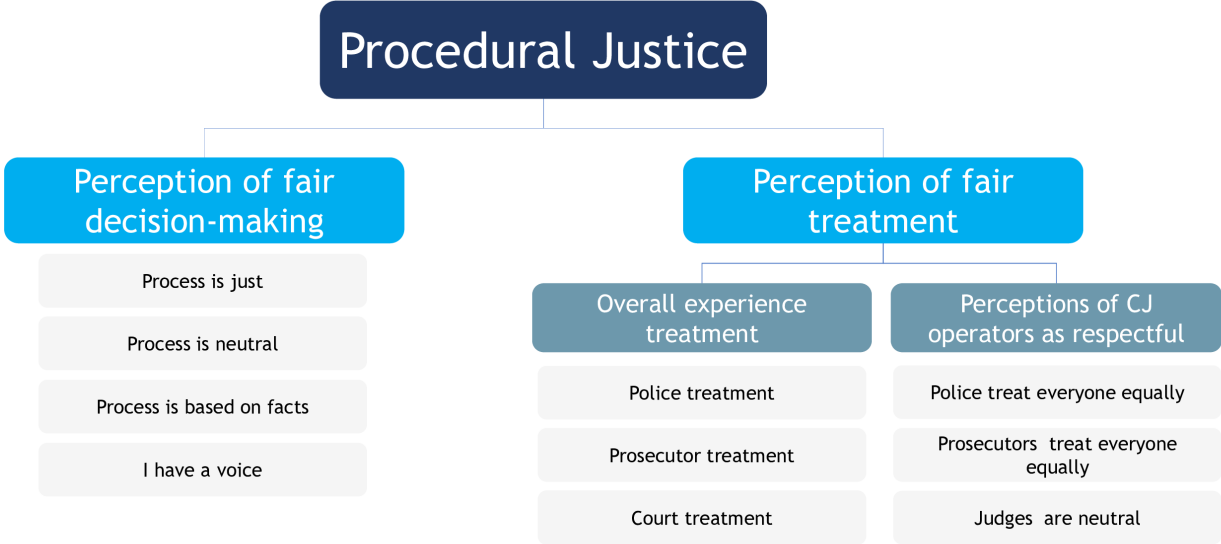 Procedural Justice
Perception of fair
decision-making
Process is just
Process is neutral
Process is based on facts
I have a voice
Perception of fair
treatment
Overall experience
treatment
Police treatment
Prosecutor treatment
Court treatment
Perceptions of CJ
operators as respectful
Police treat everyone equally
Prosecutors  treat everyone
equally
Judges  are neutral